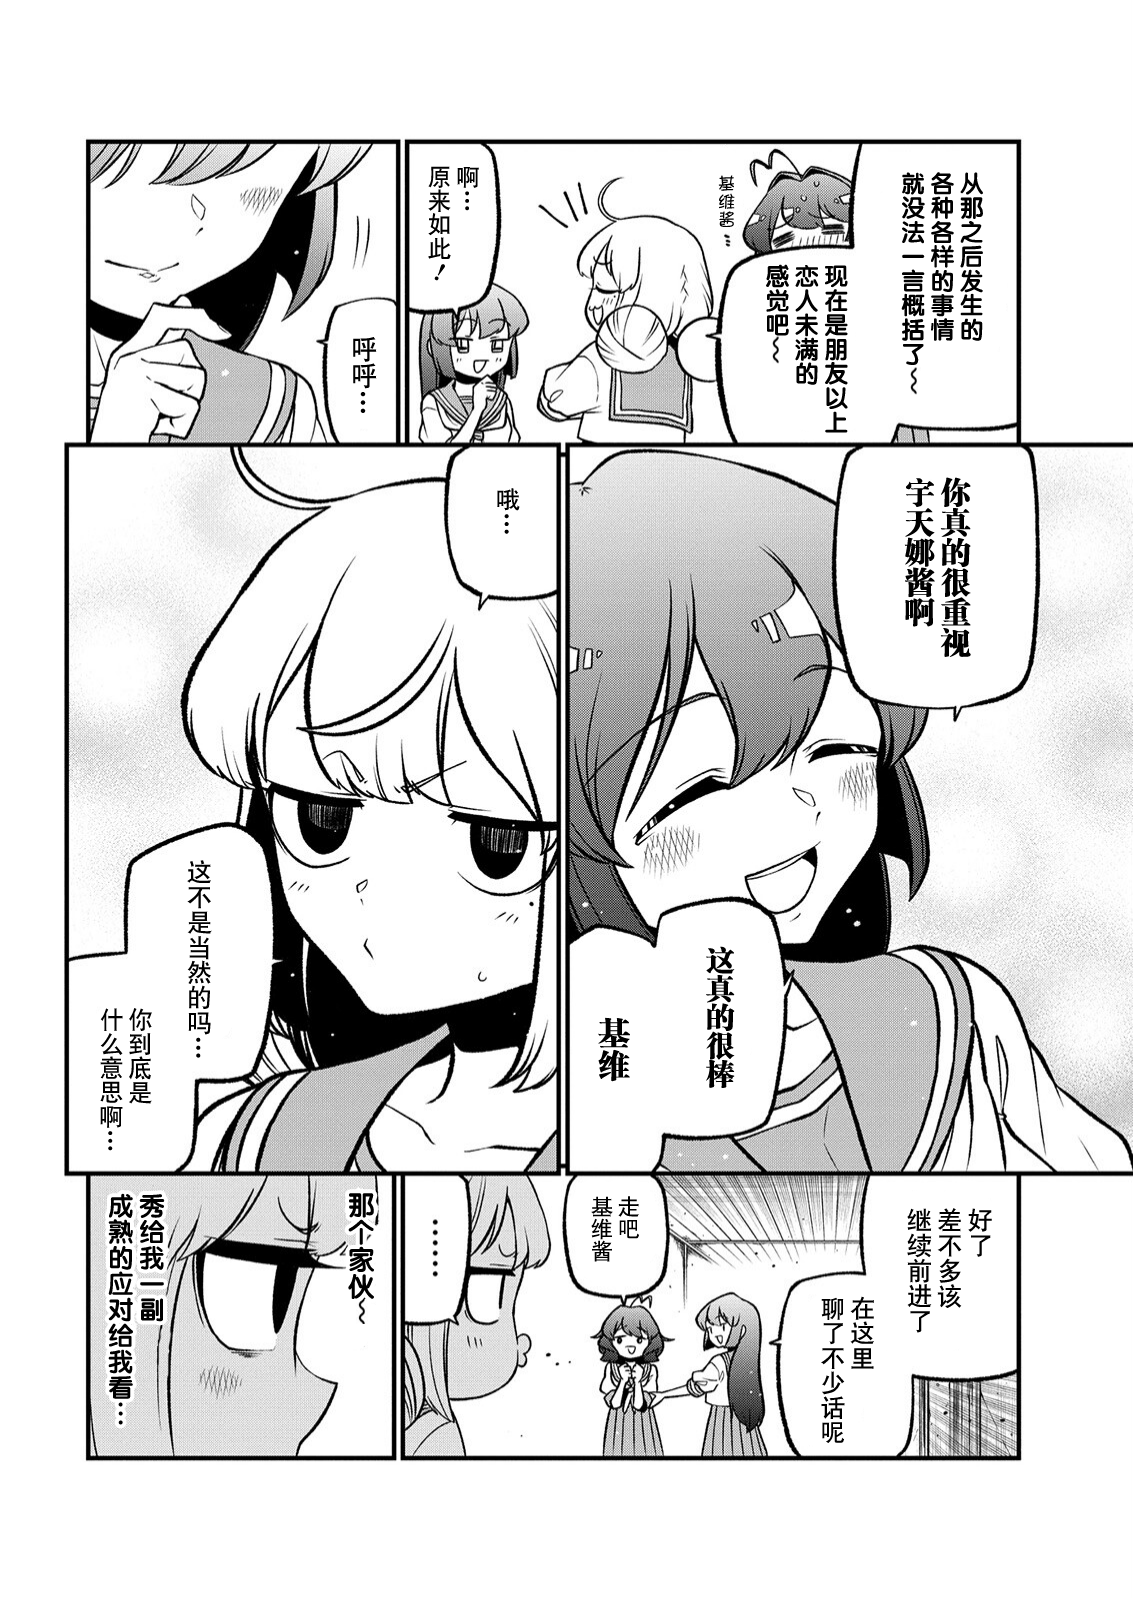 从那之后发生的
各种各样的事情
就没法一言概括了～
现在是朋友以上
恋人未满的
感觉吧～
基维酱…
啊…
原来如此！
呼呼…
你真的很重视
宇天娜酱啊
这真的很棒
基维
哦…
这不是当然的吗…
你到底是
什么意思啊…
好了
差不多该
继续前进了
在这里
聊了不少话呢
走吧
基维酱
……
那个家伙～
秀给我一副
成熟的应对给我看…